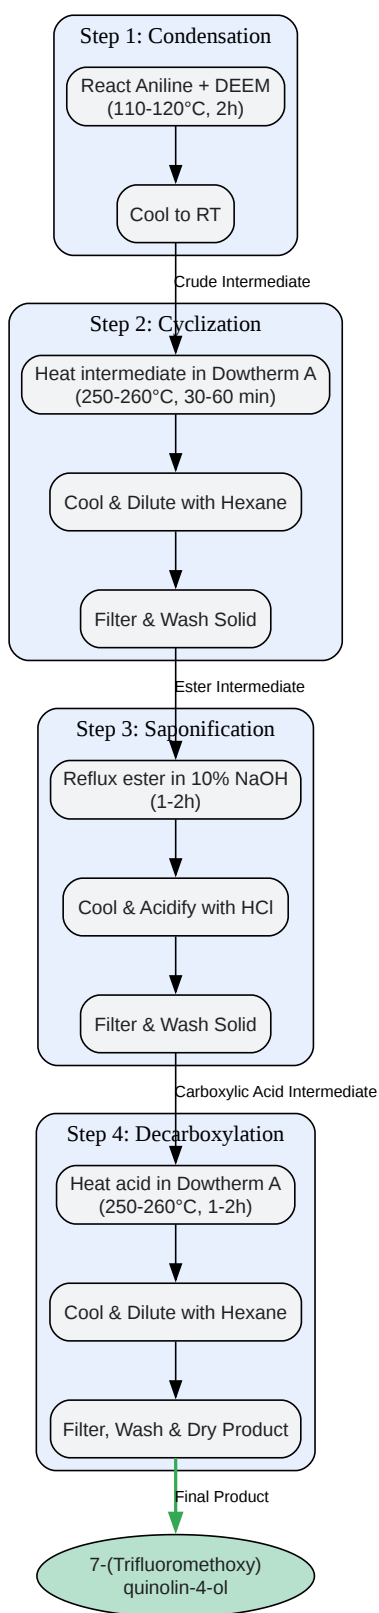 Step 1: Condensation
React Aniline + DEEM
(110-120°C, 2h)
Cool to RT
Crude Intermediate
Step 2: Cyclization
Heat intermediate in Dowtherm A
(250-260°C, 30-60 min)
Cool & Dilute with Hexane
Filter & Wash Solid
Ester Intermediate
Step 3: Saponification
Reflux ester in 10% NaOH
(1-2h)
Cool & Acidify with HCl
Filter & Wash Solid
Carboxylic Acid Intermediate
Step 4: Decarboxylation
Heat acid in Dowtherm A
(250-260°C, 1-2h)
Cool & Dilute with Hexane
Filter, Wash & Dry Product
Final Product
7-(Trifluoromethoxy)
quinolin-4-ol